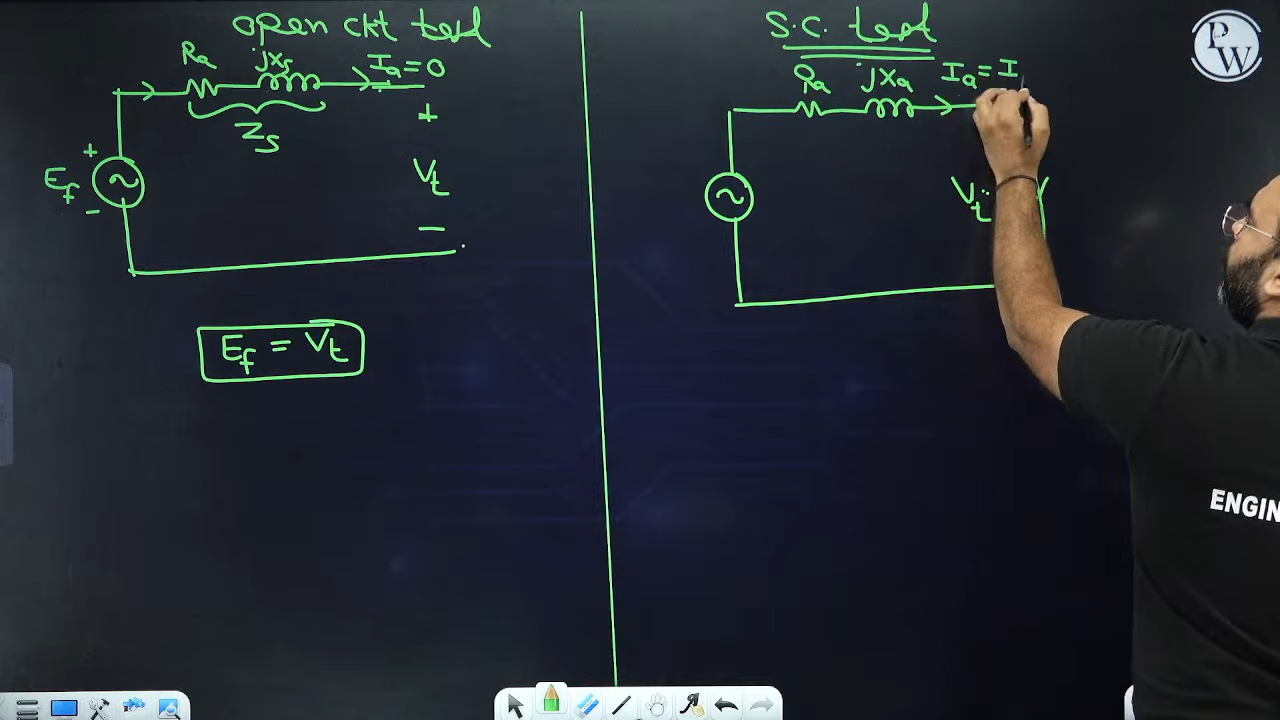 open ckt test
Ra jXs Ia = 0
Zs
+
Ef
-
+
Vt
-
Ef = Vt
S.C. test
Ra jXa Ia = I
Vt
PW
ENGIN